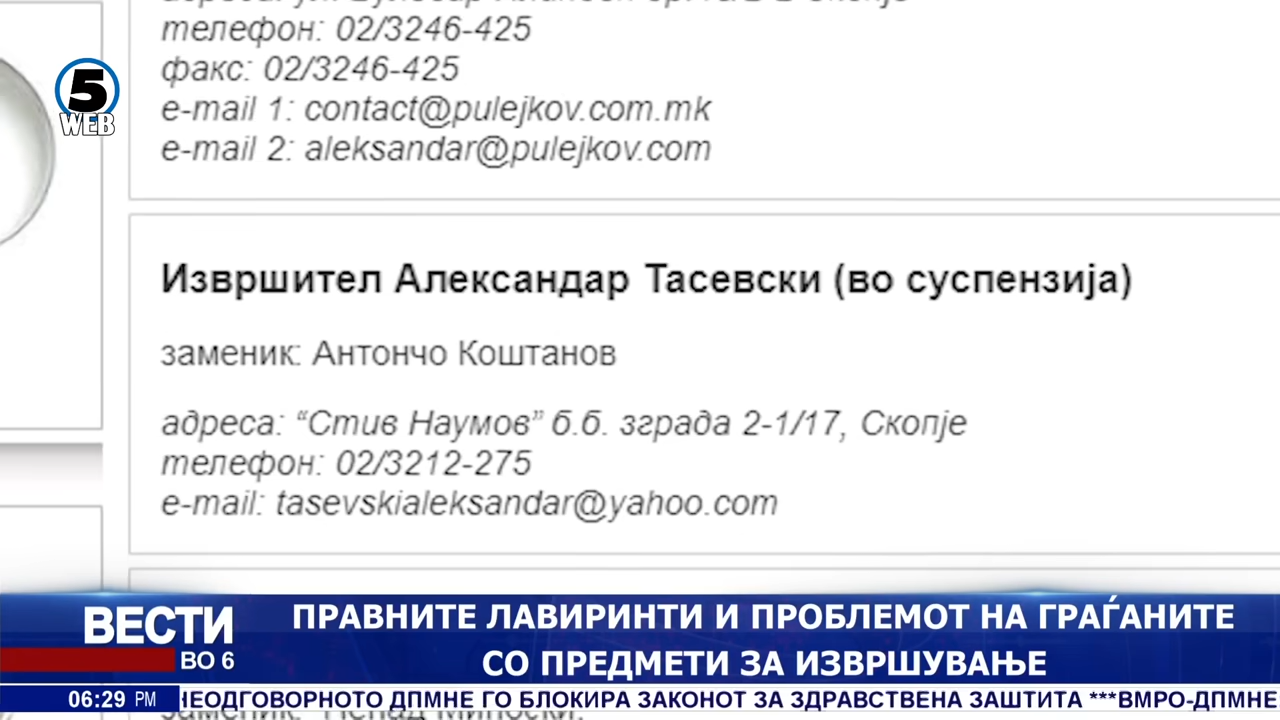 телефон: 02/3246-425
факс: 02/3246-425
e-mail 1: contact@pulejkov.com.mk
e-mail 2: aleksandar@pulejkov.com
5
WEB
Извршител Александар Тасевски (во суспензија)
заменик: Антончо Коштанов
адреса: “Стив Наумов” б.б. зграда 2-1/17, Скопје
телефон: 02/3212-275
e-mail: tasevskialeksandar@yahoo.com
ВЕСТИ
ВО 6
ПРАВНИТЕ ЛАВИРИНТИ И ПРОБЛЕМОТ НА ГРАЃАНИТЕ
СО ПРЕДМЕТИ ЗА ИЗВРШУВАЊЕ
06:29 PM
НЕОДГОВОРНОТО ДПМНЕ ГО БЛОКИРА ЗАКОНОТ ЗА ЗДРАВСТВЕНА ЗАШТИТА ***ВМРО-ДПМНЕ